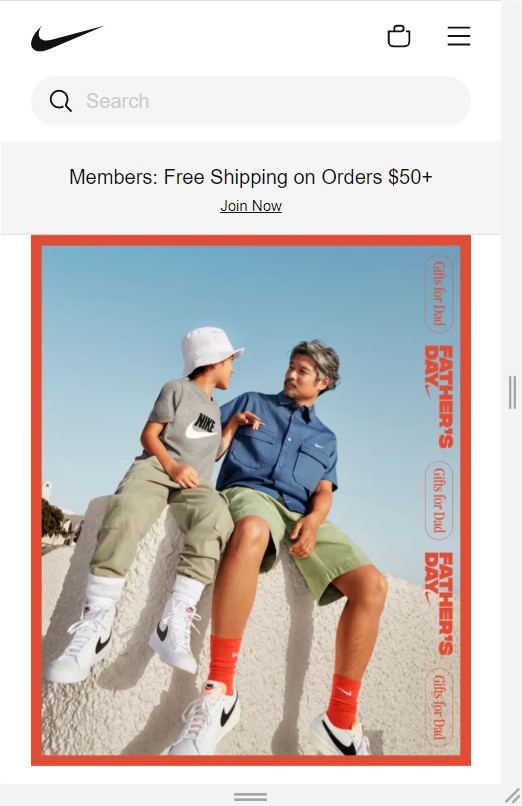 Search
Members: Free Shipping on Orders $50+
Join Now
NIKE
Gifts for Dad
FATHER'S
DAY
Gifts for Dad
FATHER'S
DAY
Gifts for Dad